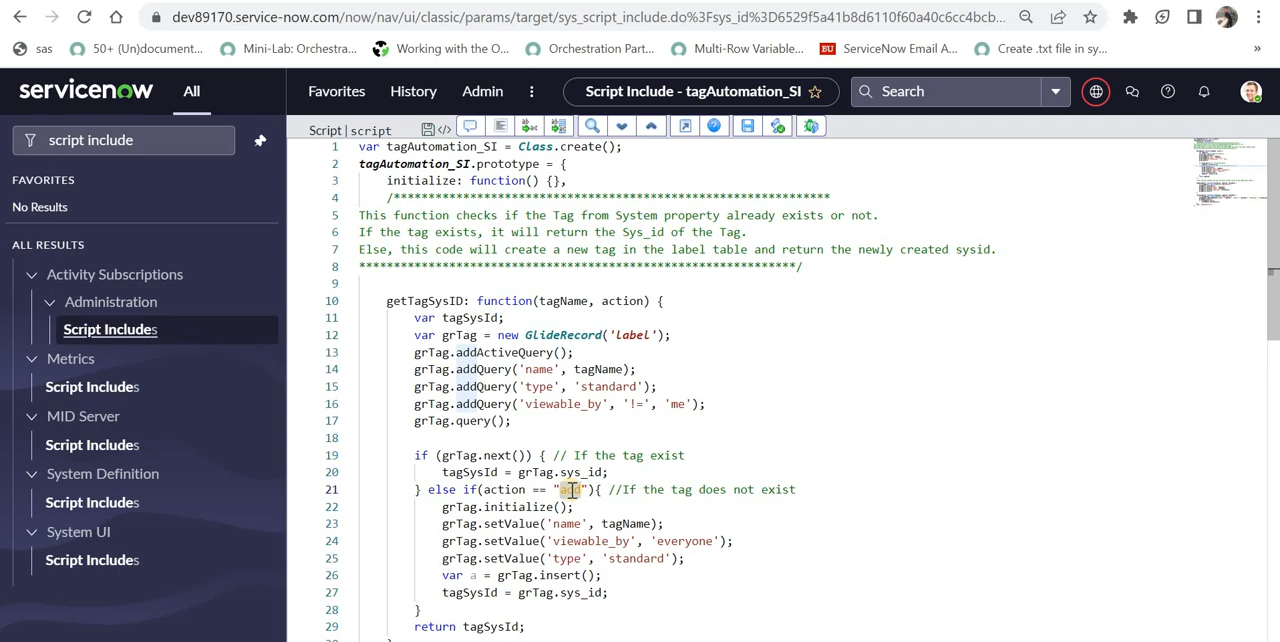 dev89170.service-now.com/now/nav/ui/classic/params/target/sys_script_include.do%3Fsys_id%3D6529f5a41b8d6110f60a40c6cc4bcb...
sas 50+ (Un)document... Mini-Lab: Orchestra... Working with the O... Orchestration Part... Multi-Row Variable... BU ServiceNow Email A... Create .txt file in sy... »
servicenow All Favorites History Admin Script Include - tagAutomation_SI Search
script include
FAVORITES
No Results
ALL RESULTS
Activity Subscriptions
Administration
Script Includes
Metrics
Script Includes
MID Server
Script Includes
System Definition
Script Includes
System UI
Script Includes
Script | script </>
1 var tagAutomation_SI = Class.create();
2 tagAutomation_SI.prototype = {
3 initialize: function() {},
4 /***************************************************************
5 This function checks if the Tag from System property already exists or not.
6 If the tag exists, it will return the Sys_id of the Tag.
7 Else, this code will create a new tag in the label table and return the newly created sysid.
8 ***************************************************************/
9
10 getTagSysID: function(tagName, action) {
11 var tagSysId;
12 var grTag = new GlideRecord('label');
13 grTag.addActiveQuery();
14 grTag.addQuery('name', tagName);
15 grTag.addQuery('type', 'standard');
16 grTag.addQuery('viewable_by', '!=', 'me');
17 grTag.query();
18
19 if (grTag.next()) { // If the tag exist
20 tagSysId = grTag.sys_id;
21 } else if(action == "add"){ //If the tag does not exist
22 grTag.initialize();
23 grTag.setValue('name', tagName);
24 grTag.setValue('viewable_by', 'everyone');
25 grTag.setValue('type', 'standard');
26 var a = grTag.insert();
27 tagSysId = grTag.sys_id;
28 }
29 return tagSysId;